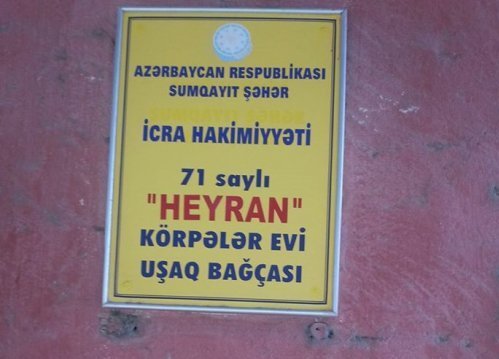 AZƏRBAYCAN RESPUBLİKASI
SUMQAYIT ŞƏHƏR
İCRA HAKİMİYYƏTİ
71 saylı
"HEYRAN"
KÖRPƏLƏR EVİ
UŞAQ BAĞÇASI